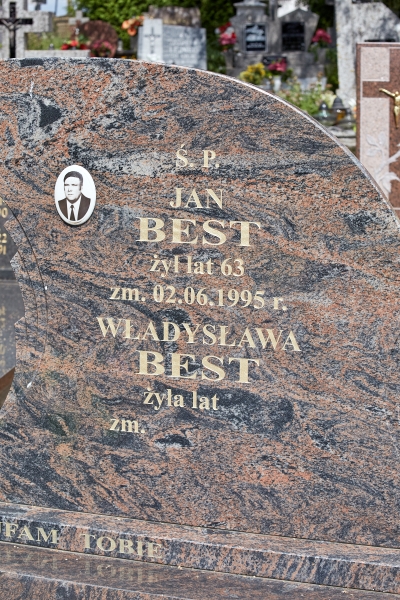 Ś. P.
JAN
BEST
żył lat 63
zm. 02.06.1995 r.
WŁADYSŁAWA
BEST
żyła lat
zm.
UFAM TOBIE